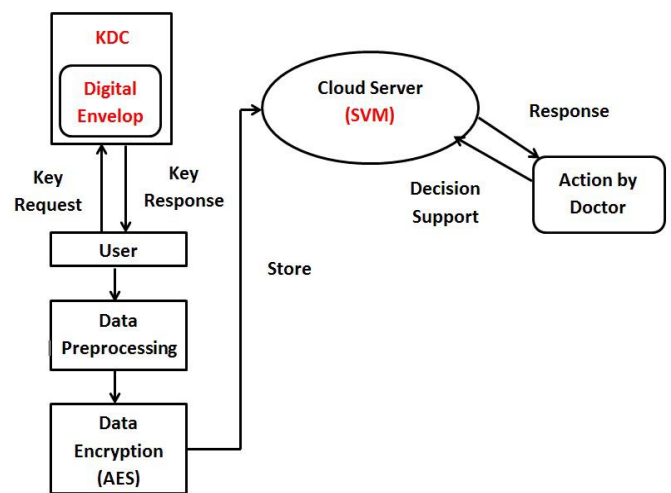 KDC
Digital
Envelop
Key
Request
Key
Response
User
Data
Preprocessing
Data
Encryption
(AES)
Store
Cloud Server
(SVM)
Response
Decision
Support
Action by
Doctor